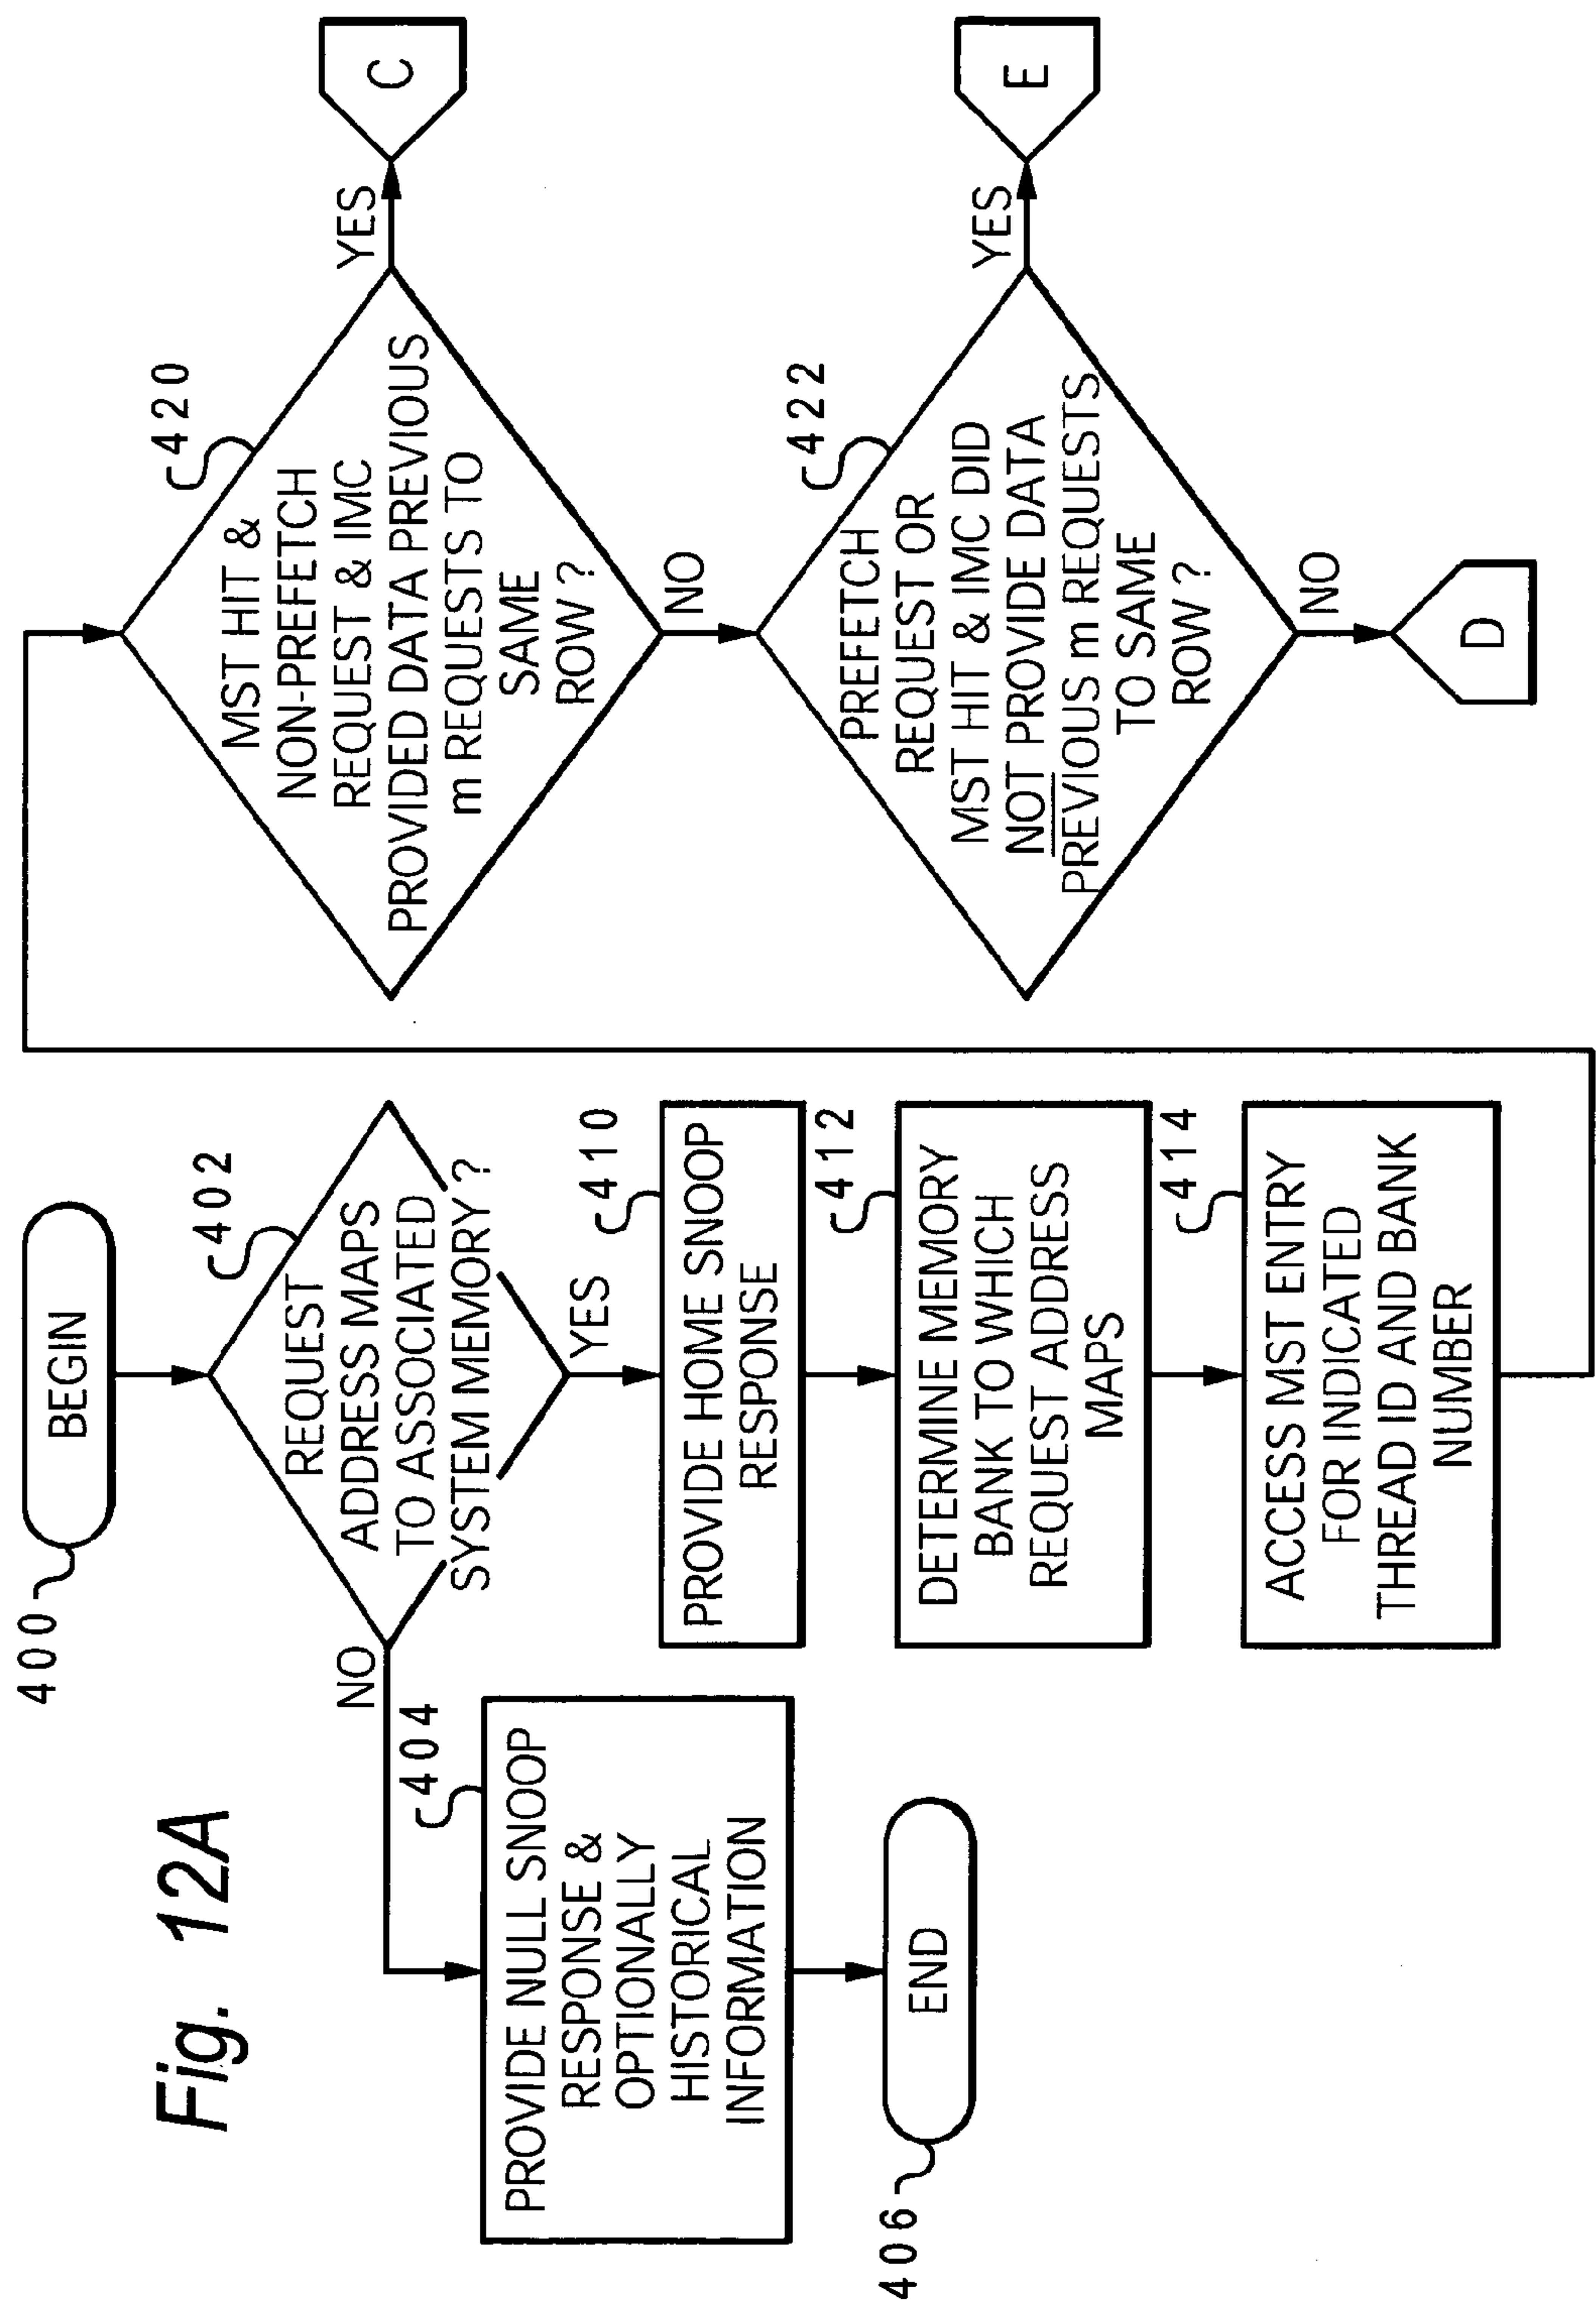 Fig. 12A
400
BEGIN
402
REQUEST
ADDRESS MAPS
TO ASSOCIATED
SYSTEM MEMORY?
NO
404
PROVIDE NULL SNOOP
RESPONSE &
OPTIONALLY
HISTORICAL
INFORMATION
406
END
YES
410
PROVIDE HOME SNOOP
RESPONSE
412
DETERMINE MEMORY
BANK TO WHICH
REQUEST ADDRESS
MAPS
414
ACCESS MST ENTRY
FOR INDICATED
THREAD ID AND BANK
NUMBER
420
MST HIT &
NON-PREFETCH
REQUEST & IMC
PROVIDED DATA PREVIOUS
m REQUESTS TO
SAME
ROW?
YES
C
NO
422
PREFETCH
REQUEST OR
MST HIT & IMC DID
NOT PROVIDE DATA
PREVIOUS m REQUESTS
TO SAME
ROW?
YES
E
NO
D